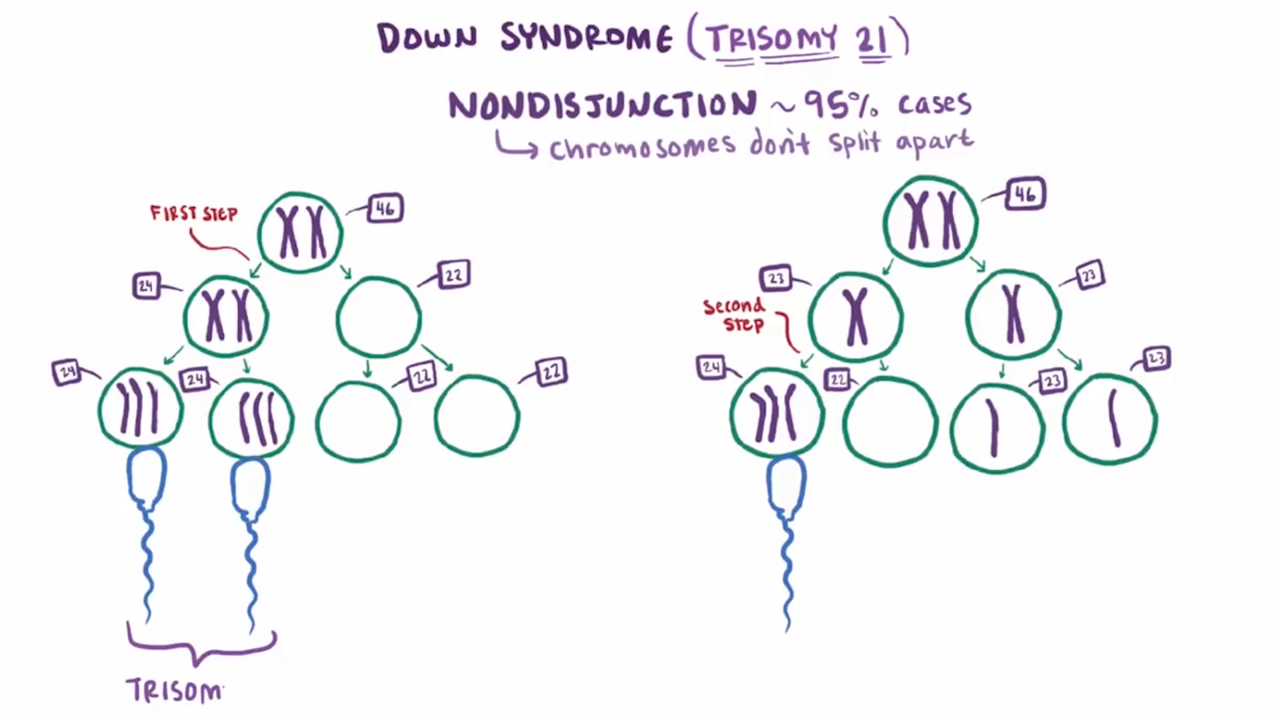 DOWN SYNDROME (TRISOMY 21)
NONDISJUNCTION ~95% cases
chromosomes don't split apart
FIRST STEP
46
24
22
24
24
22
22
TRISOM
46
23
23
Second
STEP
24
22
23
23